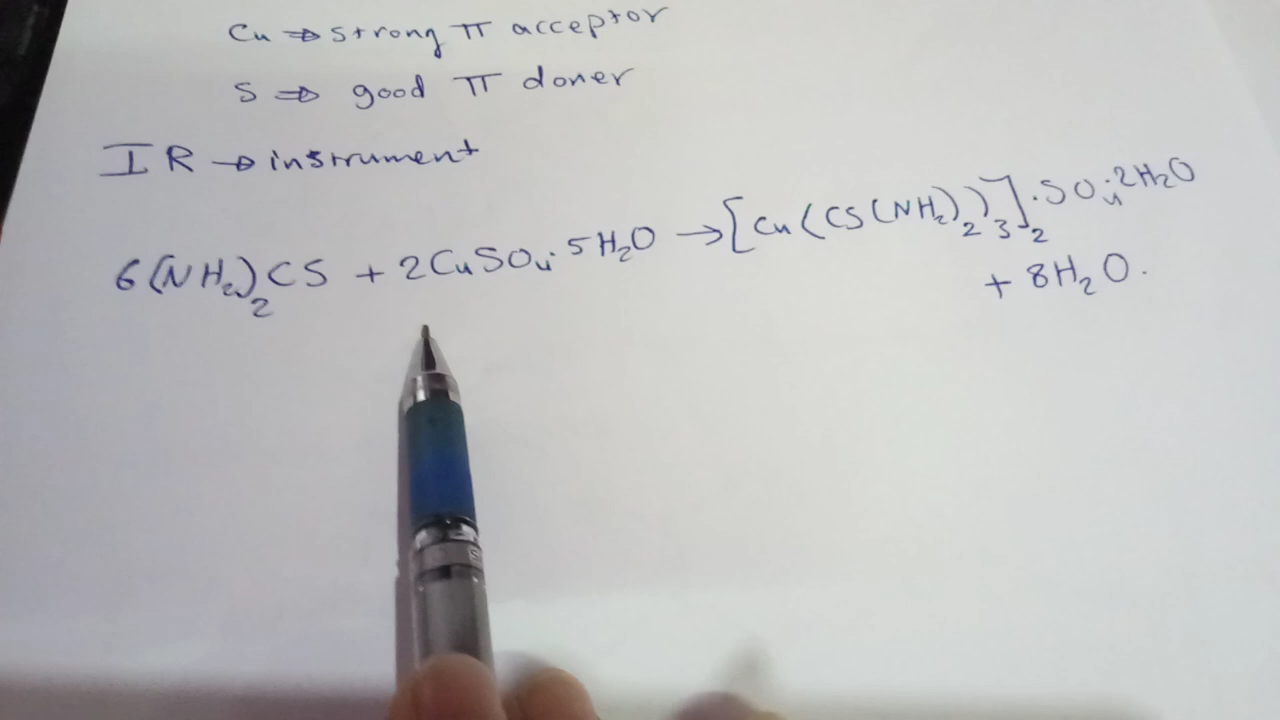 Cu ⇒ strong π acceptor
S ⇒ good π doner
IR → instrument
6(NH₂)₂CS + 2CuSO₄·5H₂O → [Cu(CS(NH₂)₂)₃]₂·SO₄·2H₂O
+ 8H₂O.